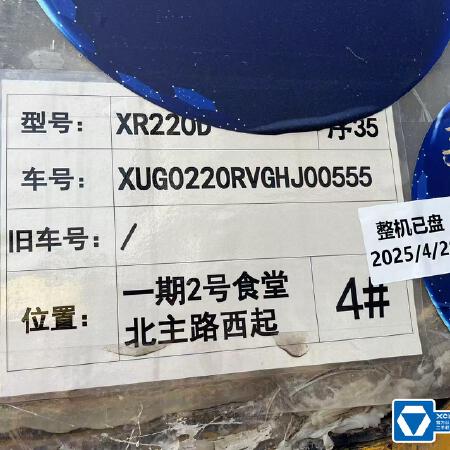 型号: XR220D 序35
车号: XUG0220RVGHJ00555
旧车号: /
位置: 一期2号食堂 4#
北主路西起
整机已盘
2025/4/2